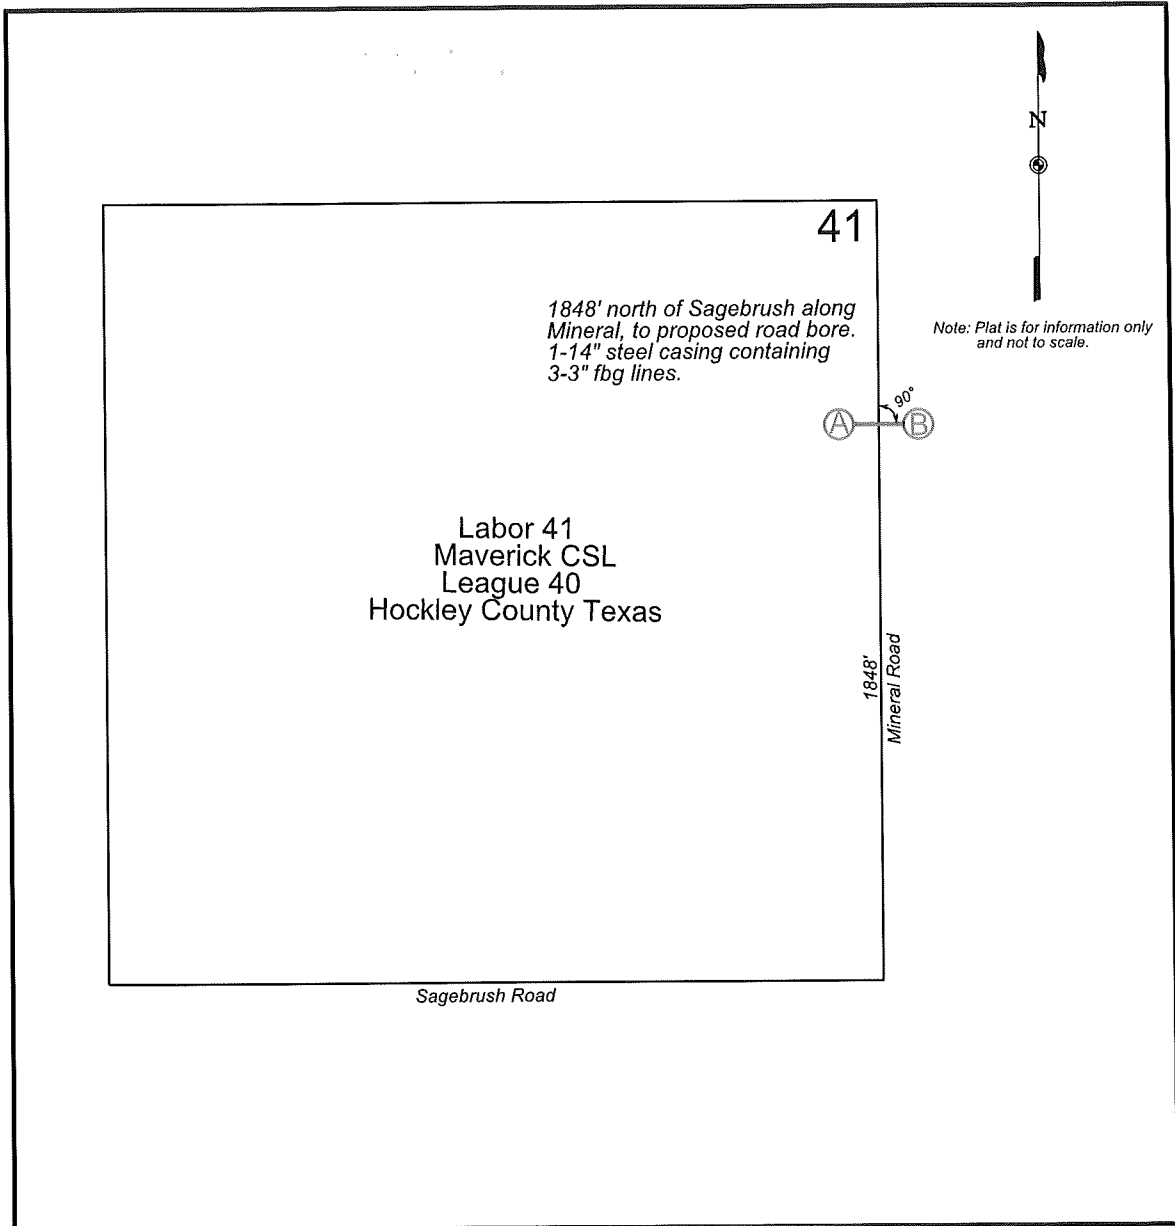 N
41
1848' north of Sagebrush along
Mineral, to proposed road bore.
1-14" steel casing containing
3-3" fbg lines.
Note: Plat is for information only
and not to scale.
90°
A
B
Labor 41
Maverick CSL
League 40
Hockley County Texas
1848'
Mineral Road
Sagebrush Road